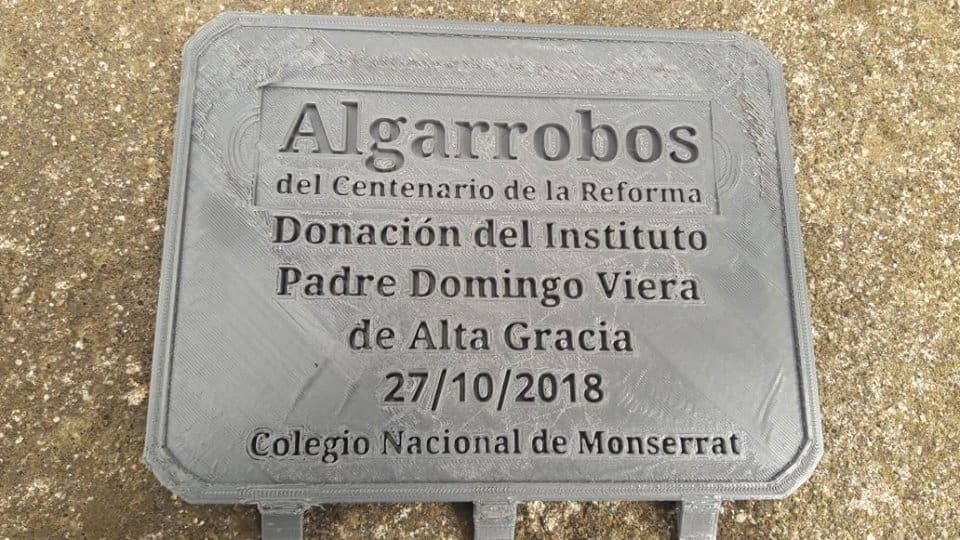 Algarrobos
del Centenario de la Reforma
Donación del Instituto
Padre Domingo Viera
de Alta Gracia
27/10/2018
Colegio Nacional de Monserrat